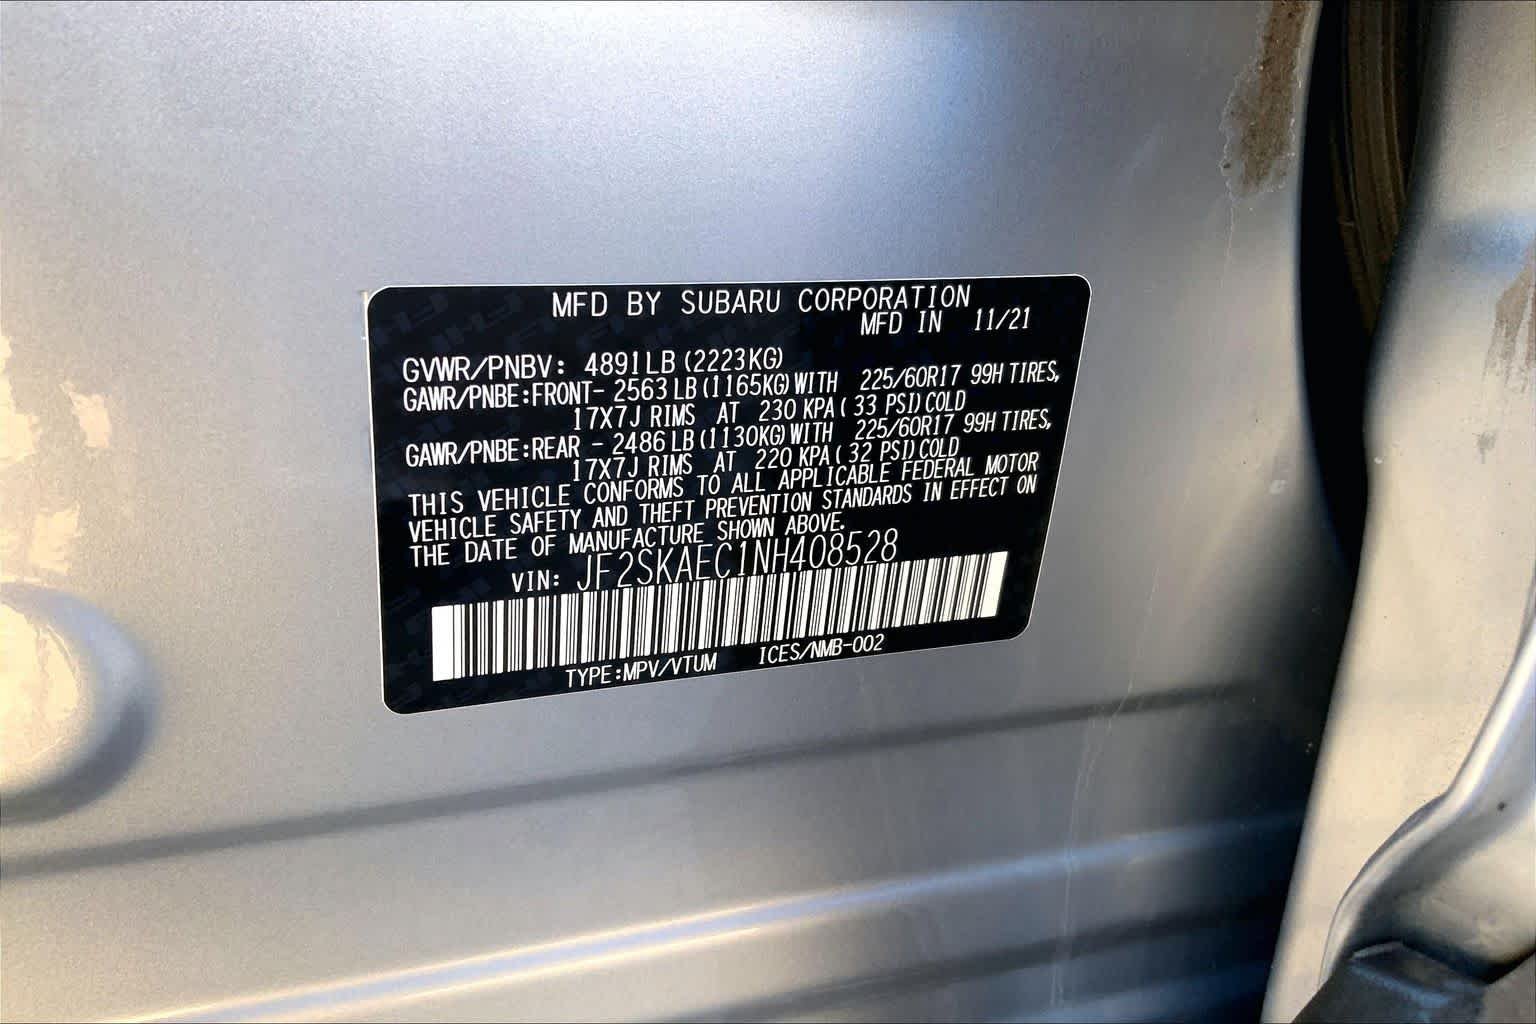 MFD BY SUBARU CORPORATION
MFD IN 11/21
GVWR/PNBV: 4891LB (2223KG)
GAWR/PNBE:FRONT- 2563LB(1165KG)WITH 225/60R17 99H TIRES,
17X7J RIMS AT 230 KPA( 33 PSI)COLD
GAWR/PNBE:REAR - 2486LB(1130KG)WITH 225/60R17 99H TIRES,
17X7J RIMS AT 220 KPA( 32 PSI)COLD
THIS VEHICLE CONFORMS TO ALL APPLICABLE FEDERAL MOTOR
VEHICLE SAFETY AND THEFT PREVENTION STANDARDS IN EFFECT ON
THE DATE OF MANUFACTURE SHOWN ABOVE.
VIN: JF2SKAEC1NH408528
TYPE:MPV/VTUM ICES/NMB-002